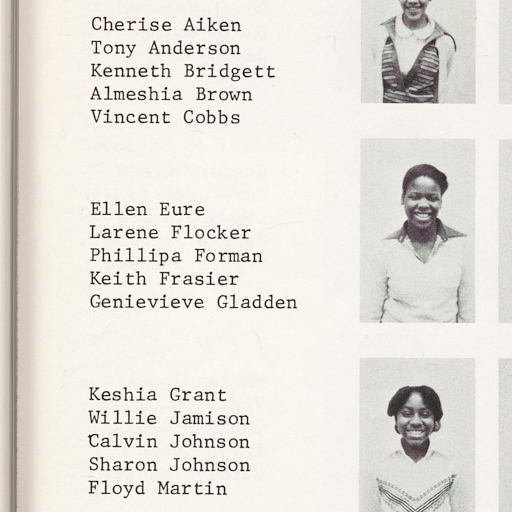 Cherise Aiken
Tony Anderson
Kenneth Bridgett
Almeshia Brown
Vincent Cobbs
Ellen Eure
Larene Flocker
Phillipa Forman
Keith Frasier
Genievieve Gladden
Keshia Grant
Willie Jamison
Calvin Johnson
Sharon Johnson
Floyd Martin